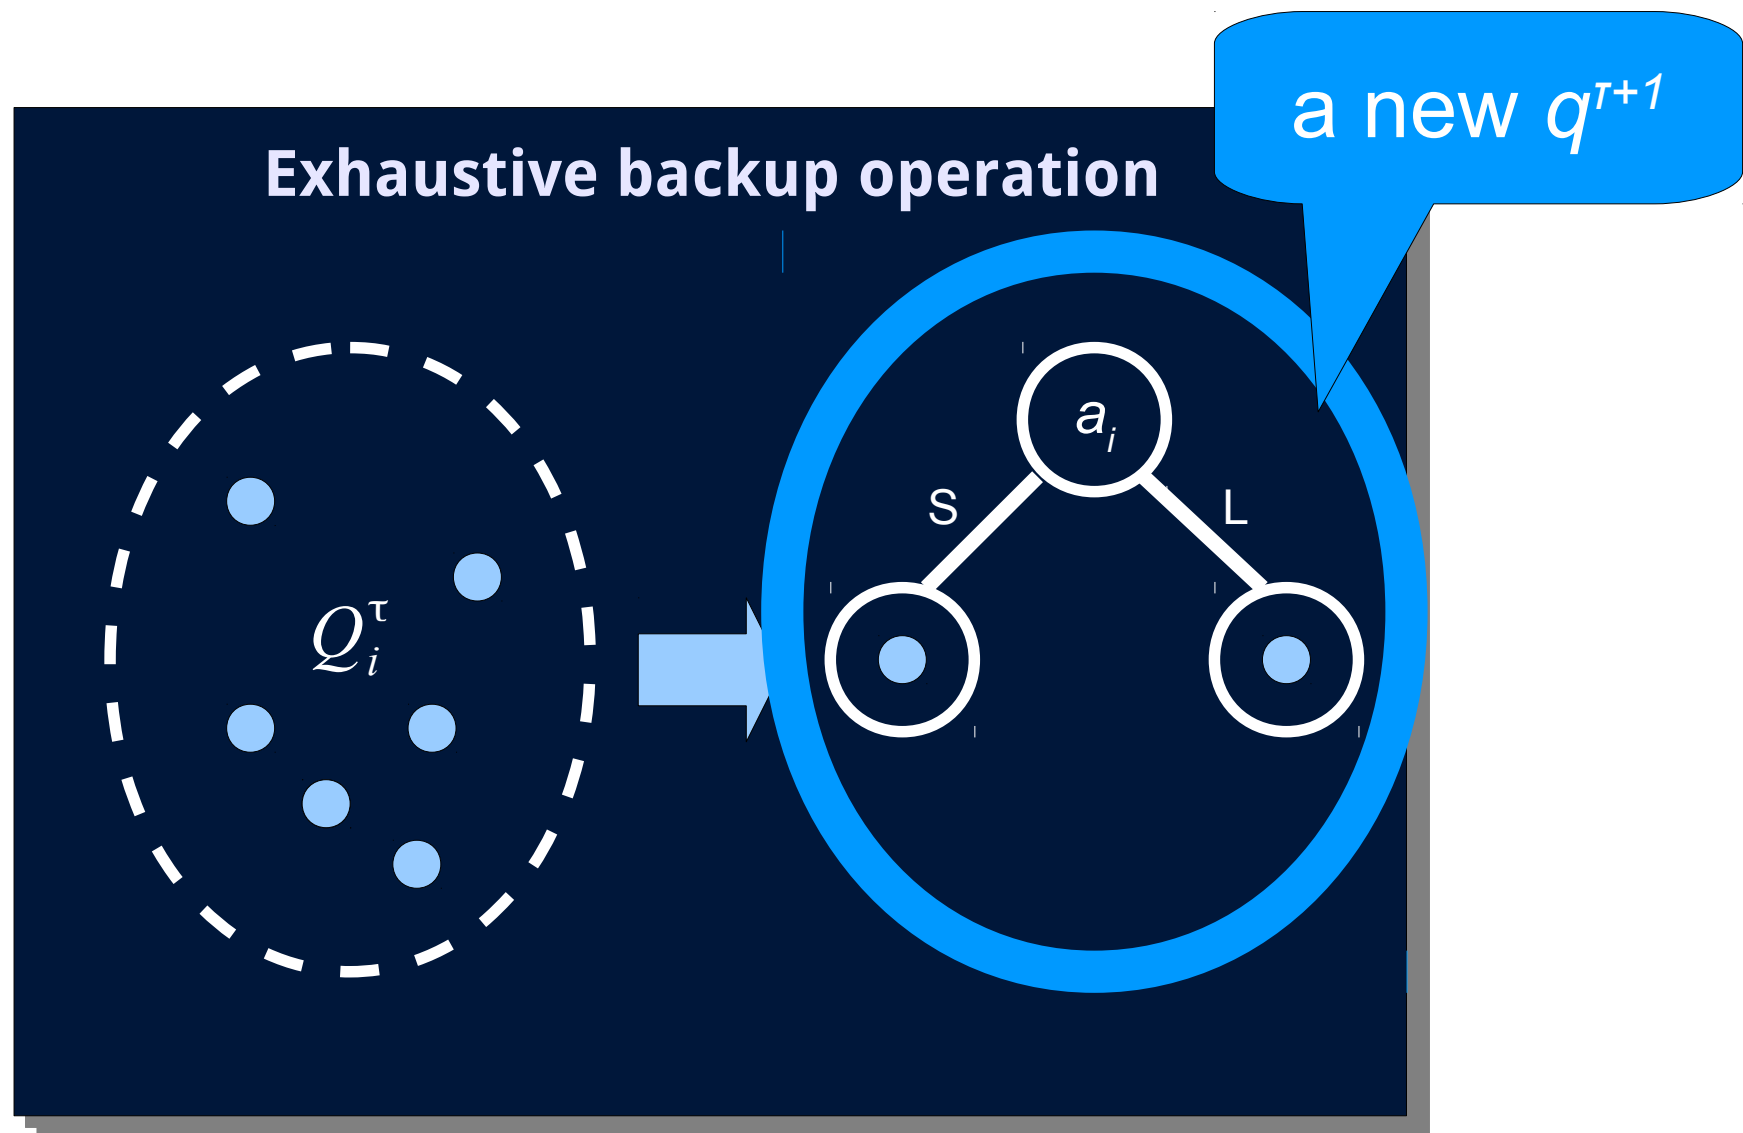 a new q^τ+1
Exhaustive backup operation
a_i
S L
Q_i^τ